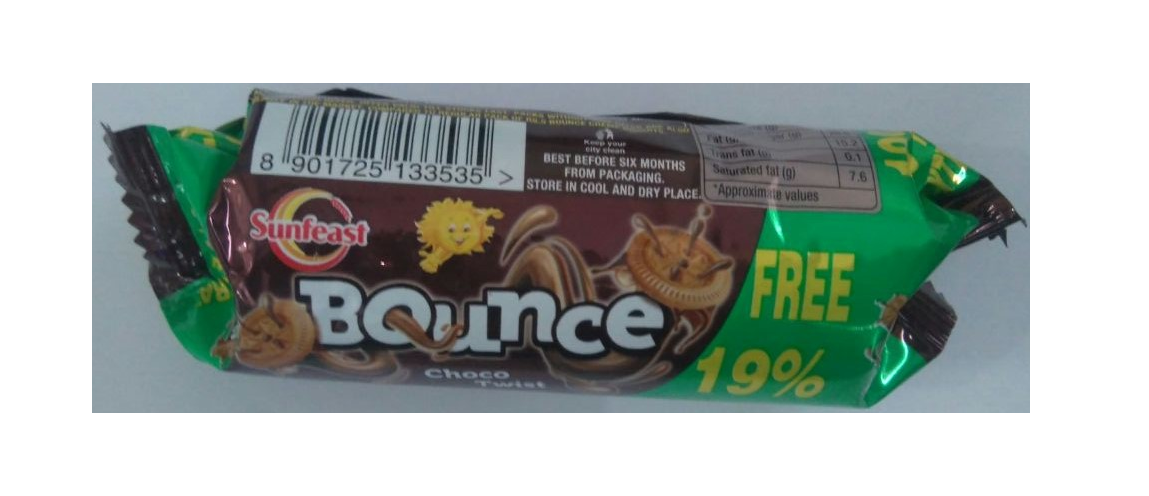 8 901725 133535 >
Keep your
city clean
BEST BEFORE SIX MONTHS
FROM PACKAGING.
STORE IN COOL AND DRY PLACE.
Trans fat (g) 0.1
Saturated fat (g) 7.6
*Approximate values
Sunfeast
Bounce
Choco
Twist
FREE
19%